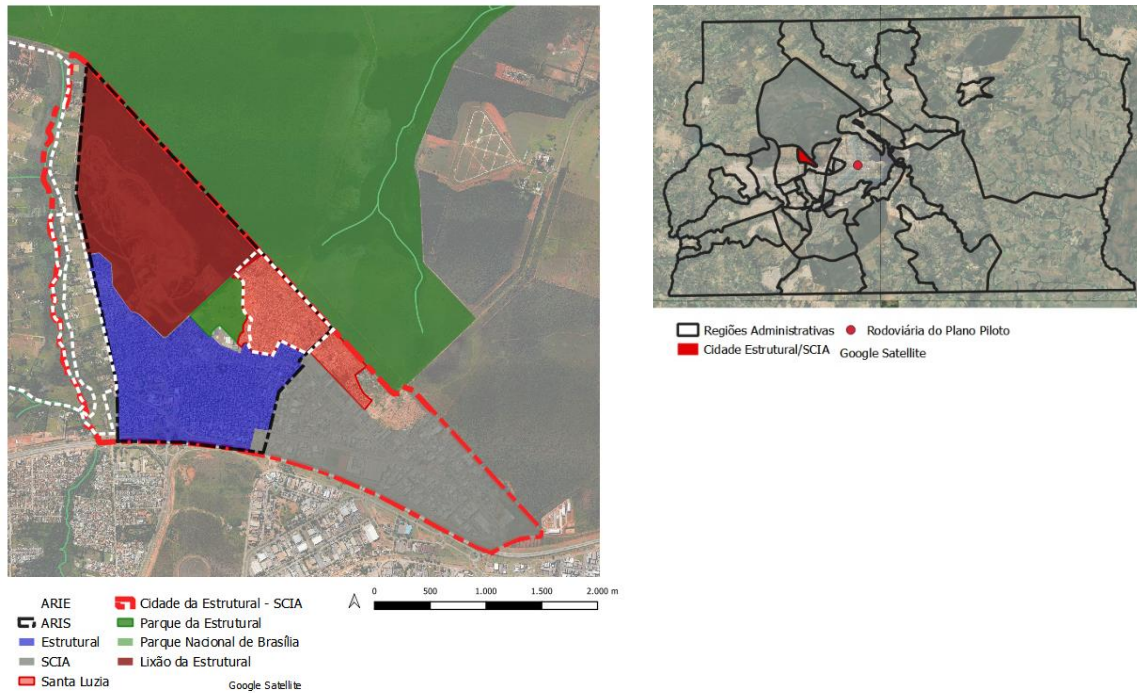 Regiões Administrativas
Rodoviária do Plano Piloto
Cidade Estrutural/SCIA
Google Satellite
0 500 1.000 1.500 2.000 m
ARIE
ARIS
Estrutural
SCIA
Santa Luzia
Cidade da Estrutural - SCIA
Parque da Estrutural
Parque Nacional de Brasília
Lixão da Estrutural
Google Satellite